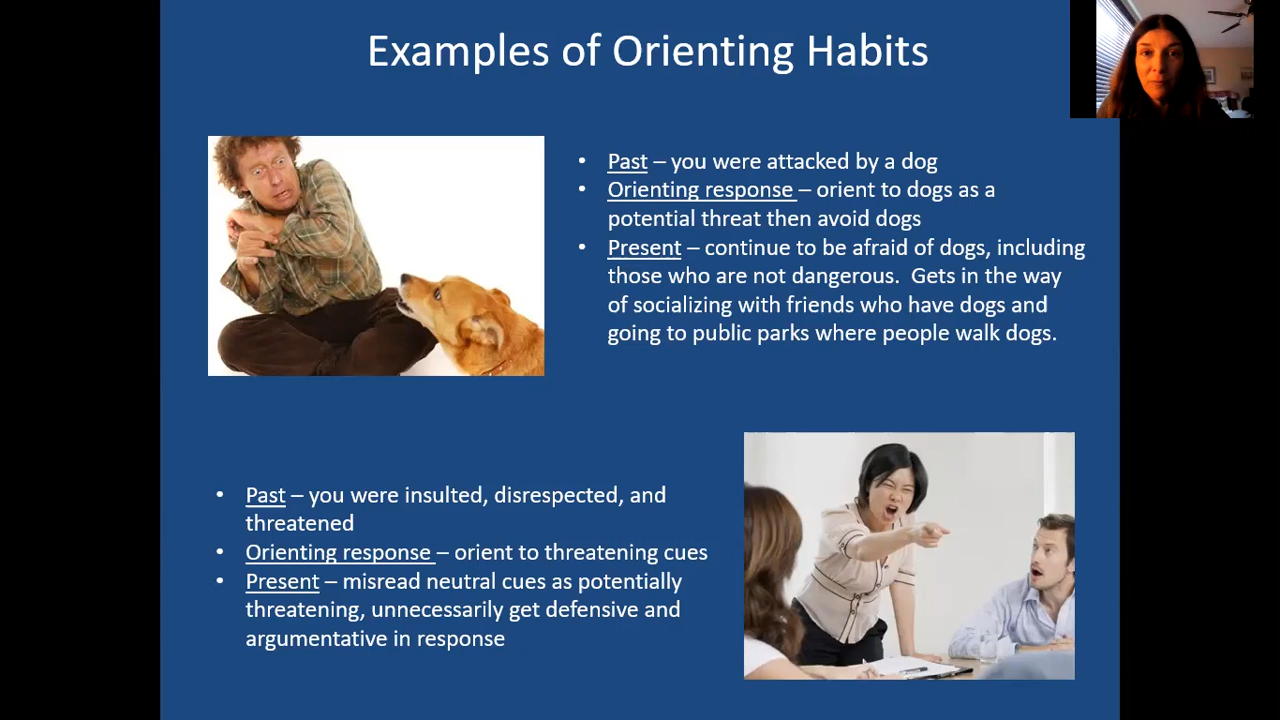 Examples of Orienting Habits
• Past – you were attacked by a dog
• Orienting response – orient to dogs as a
potential threat then avoid dogs
• Present – continue to be afraid of dogs, including
those who are not dangerous.  Gets in the way
of socializing with friends who have dogs and
going to public parks where people walk dogs.
• Past – you were insulted, disrespected, and
threatened
• Orienting response – orient to threatening cues
• Present – misread neutral cues as potentially
threatening, unnecessarily get defensive and
argumentative in response